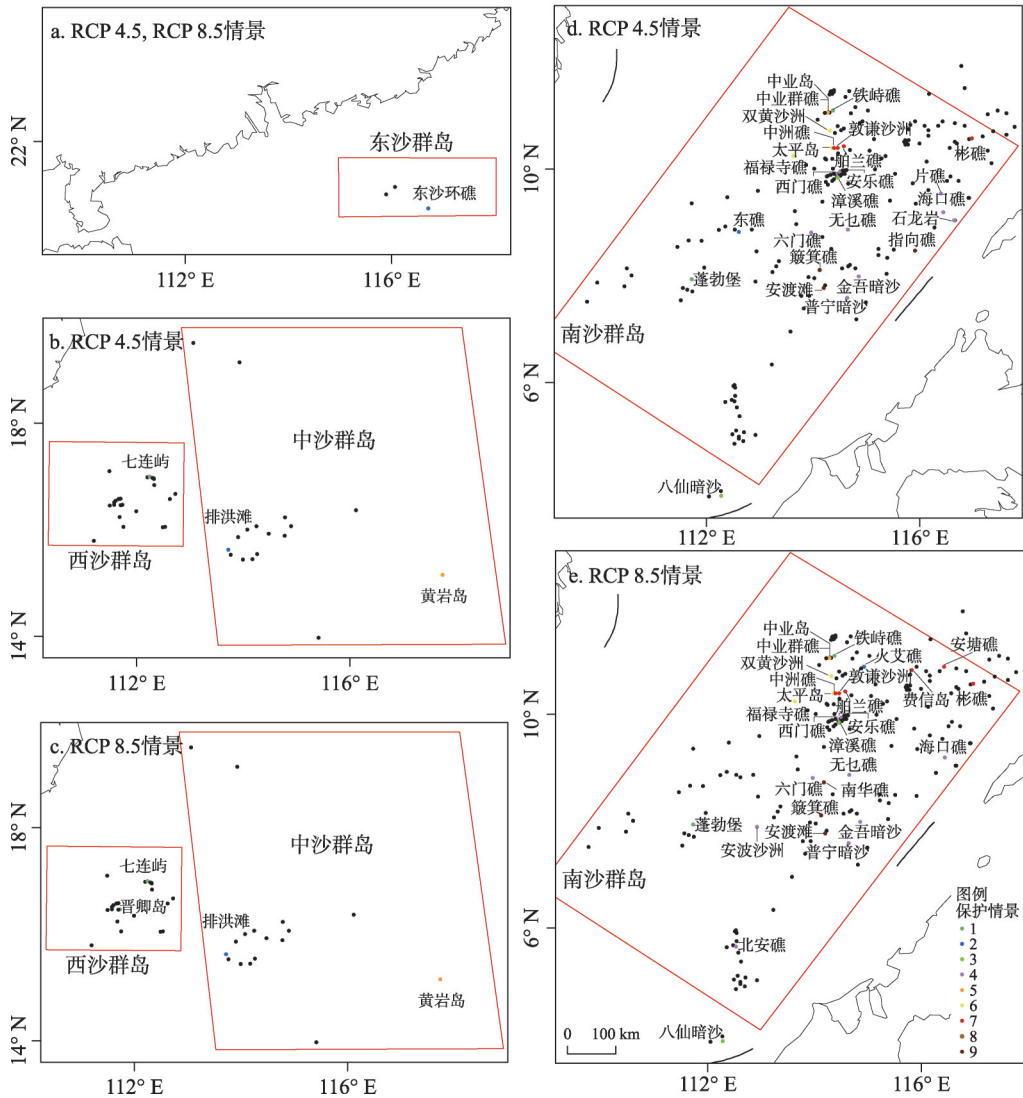 a. RCP 4.5, RCP 8.5情景
东沙群岛
东沙环礁
22° N
112° E
116° E
b. RCP 4.5情景
中沙群岛
七连屿
排洪滩
西沙群岛
黄岩岛
18° N
14° N
112° E
116° E
c. RCP 8.5情景
中沙群岛
七连屿
晋卿岛
排洪滩
西沙群岛
黄岩岛
18° N
14° N
112° E
116° E
d. RCP 4.5情景
中业岛
中业群礁
铁峙礁
双黄沙洲
中洲礁
敦谦沙洲
太平岛
彬礁
福禄寺礁
舶兰礁
西门礁
安乐礁
片礁
漳溪礁
海口礁
东礁
无乜礁
石龙岩
六门礁
指向礁
簸箕礁
蓬勃堡
安渡滩
金吾暗沙
普宁暗沙
南沙群岛
八仙暗沙
10° N
6° N
112° E
116° E
e. RCP 8.5情景
中业岛
中业群礁
铁峙礁
安塘礁
双黄沙洲
火艾礁
中洲礁
敦谦沙洲
太平岛
费信岛
彬礁
福禄寺礁
舶兰礁
西门礁
安乐礁
漳溪礁
海口礁
无乜礁
六门礁
南华礁
簸箕礁
蓬勃堡
安渡滩
金吾暗沙
安波沙洲
普宁暗沙
南沙群岛
北安礁
八仙暗沙
10° N
6° N
112° E
116° E
0 100 km
图例
保护情景
1
2
3
4
5
6
7
8
9